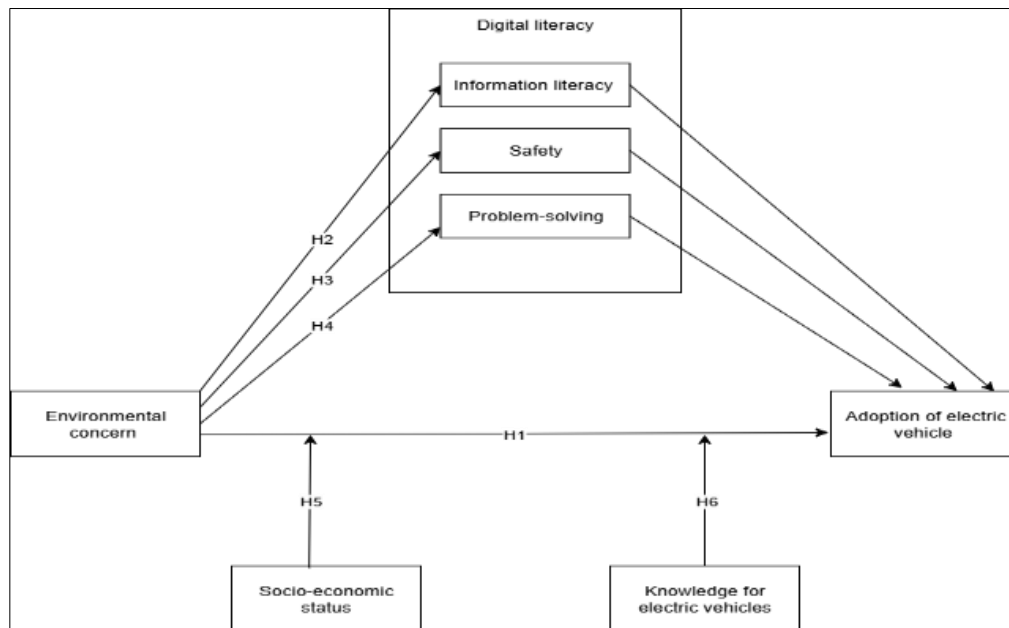 Digital literacy
Information literacy
Safety
Problem-solving
H2
H3
H4
Environmental
concern
H1
Adoption of electric
vehicle
H5
H6
Socio-economic
status
Knowledge for
electric vehicles